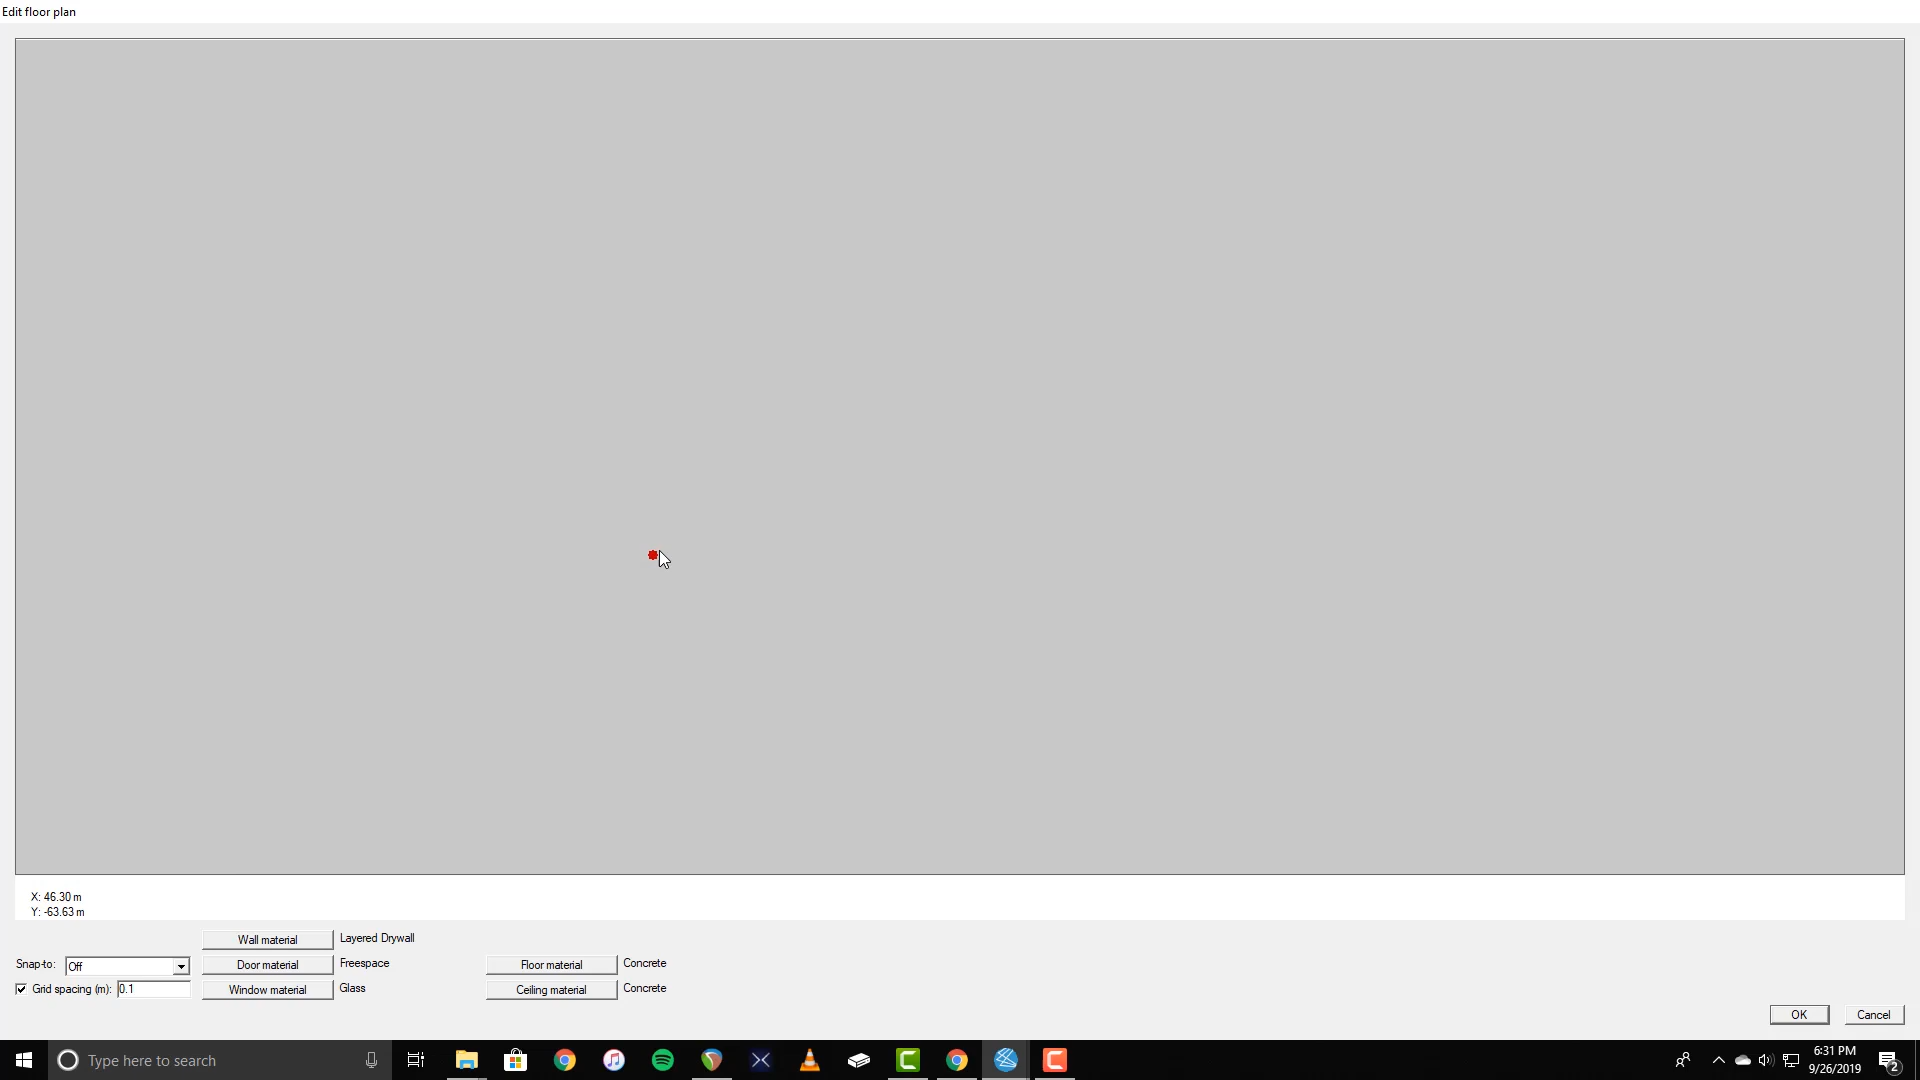 Edit floor plan
X: 46.30 m
Y: -63.63 m
Wall material Layered Drywall
Snap-to: Off Door material Freespace Floor material Concrete
Grid spacing (m): 0.1 Window material Glass Ceiling material Concrete
OK Cancel
Type here to search
6:31 PM
9/26/2019
2